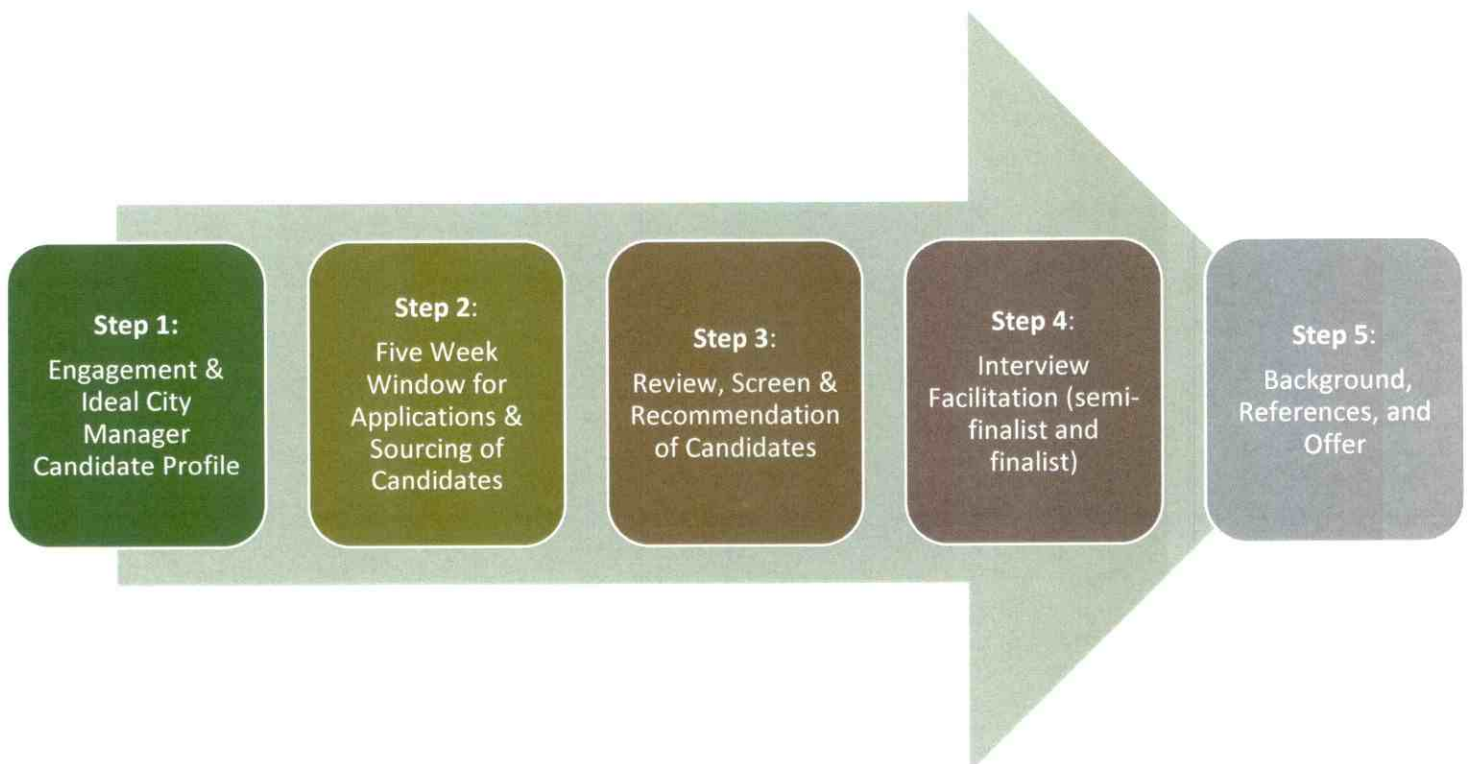 Step 1:
Engagement &
Ideal City
Manager
Candidate Profile
Step 2:
Five Week
Window for
Applications &
Sourcing of
Candidates
Step 3:
Review, Screen &
Recommendation
of Candidates
Step 4:
Interview
Facilitation (semi-
finalist and
finalist)
Step 5:
Background,
References, and
Offer